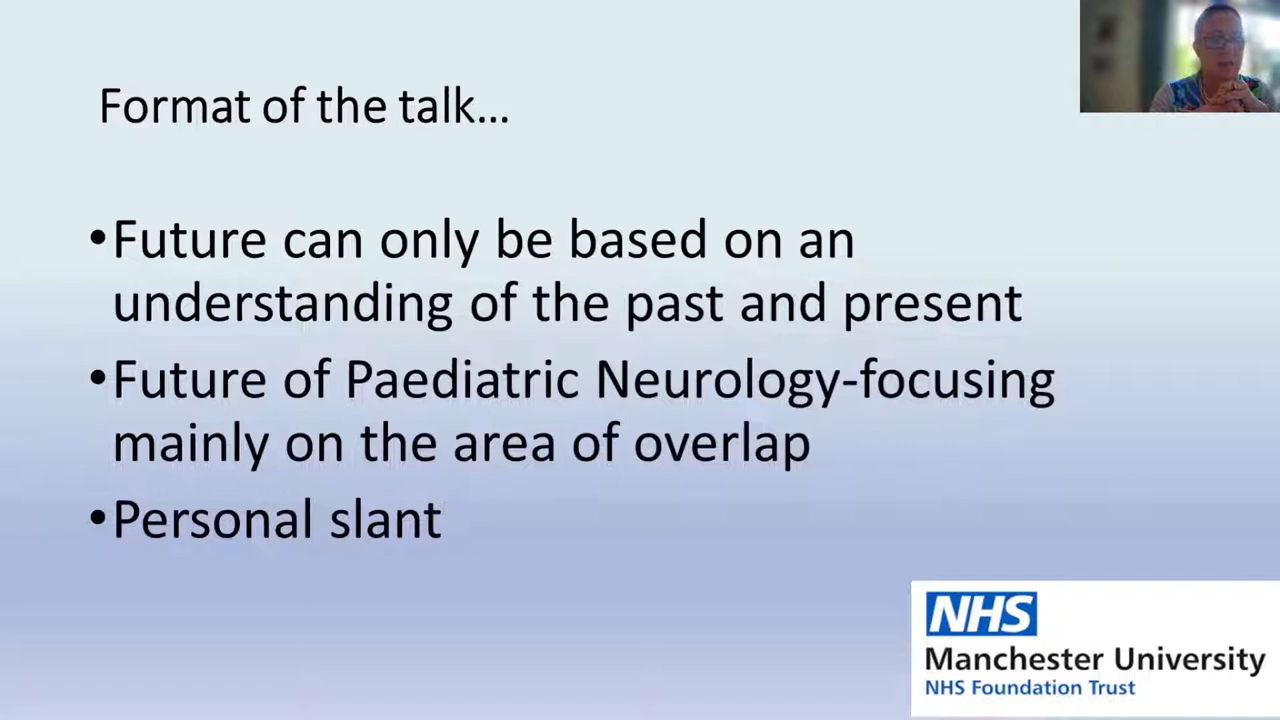 Format of the talk...
•Future can only be based on an
understanding of the past and present
•Future of Paediatric Neurology-focusing
mainly on the area of overlap
•Personal slant
NHS
Manchester University
NHS Foundation Trust